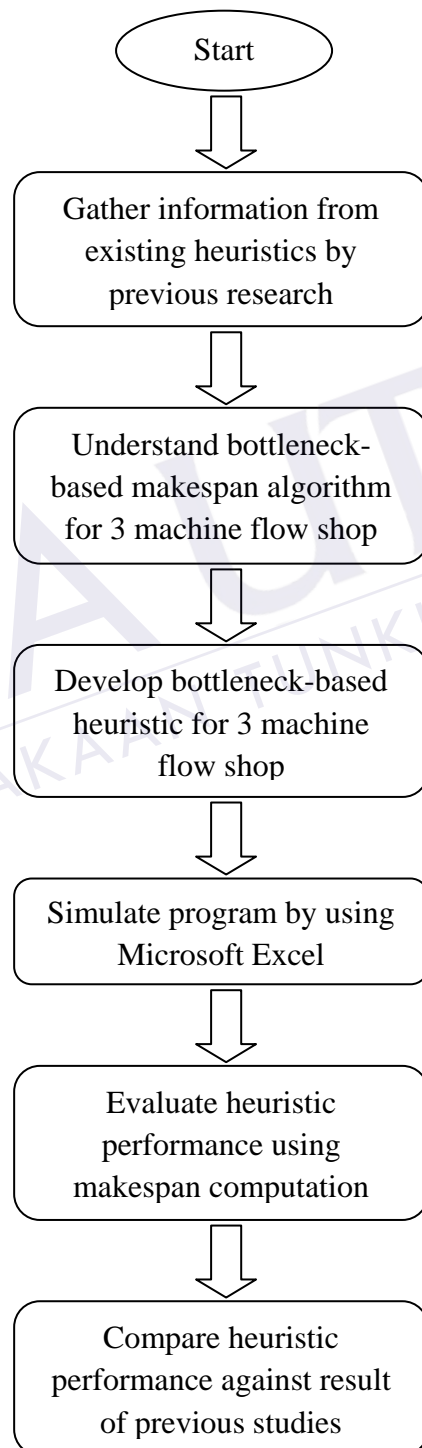 Start
Gather information from
existing heuristics by
previous research
Understand bottleneck-
based makespan algorithm
for 3 machine flow shop
Develop bottleneck-based
heuristic for 3 machine
flow shop
Simulate program by using
Microsoft Excel
Evaluate heuristic
performance using
makespan computation
Compare heuristic
performance against result
of previous studies